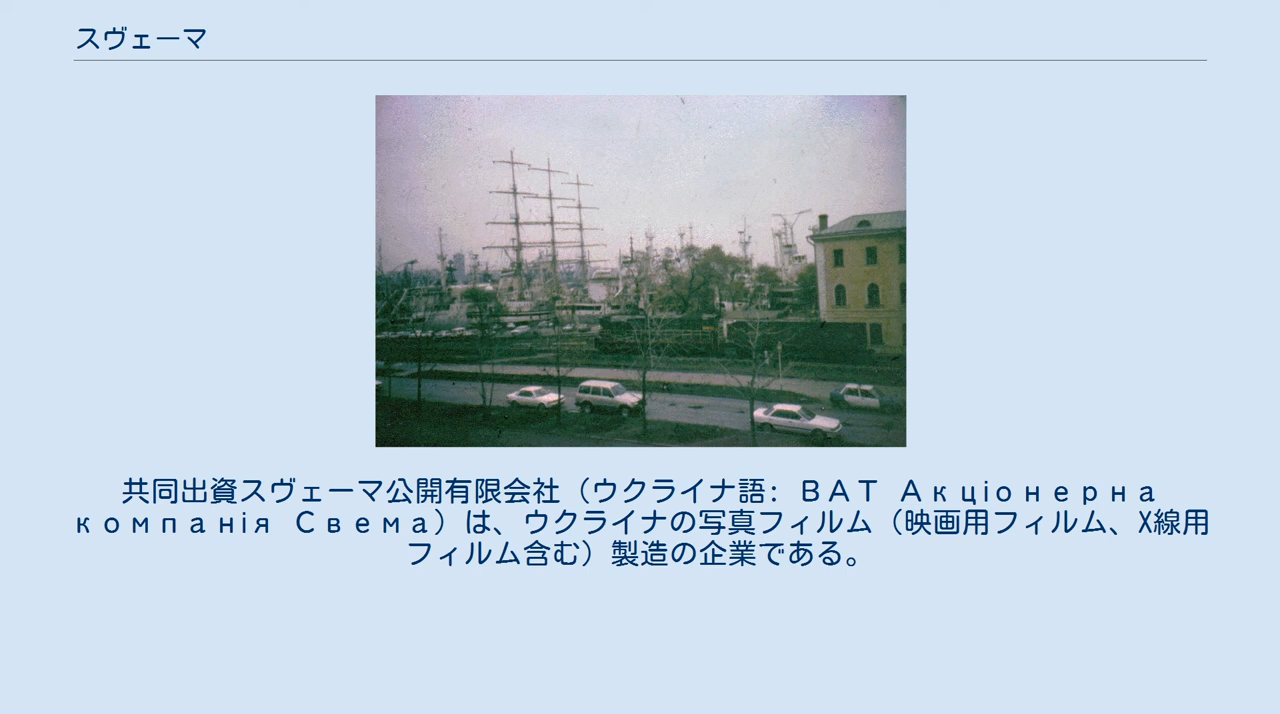 スヴェーマ
共同出資スヴェーマ公開有限会社（ウクライナ語: ВАТ Акціонерна
компанія Свема）は、ウクライナの写真フィルム（映画用フィルム、X線用
フィルム含む）製造の企業である。